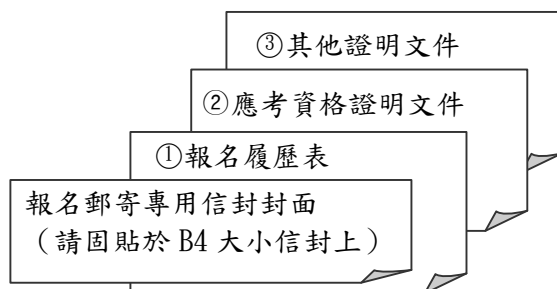 ③其他證明文件
②應考資格證明文件
①報名履歷表
報名郵寄專用信封封面
（請固貼於 B4 大小信封上）